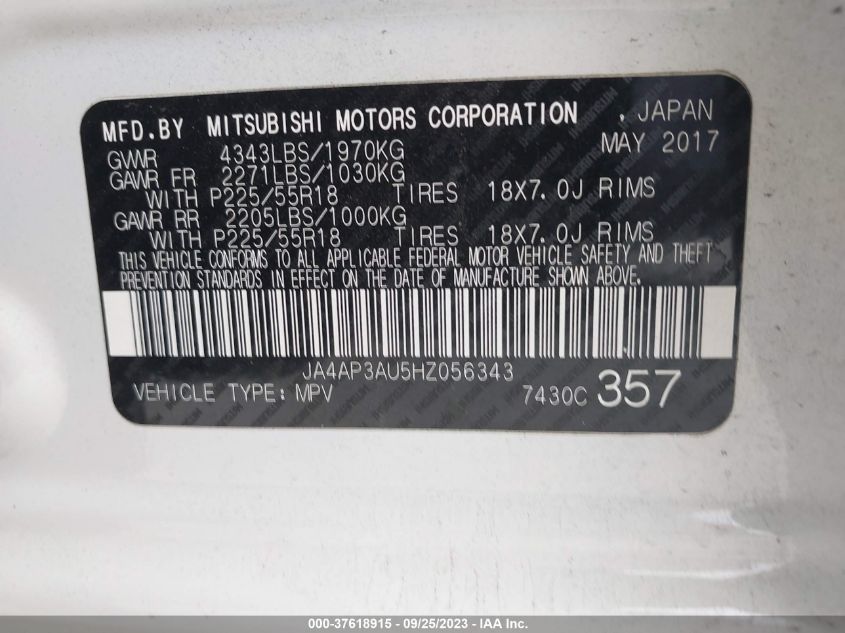 MFD.BY MITSUBISHI MOTORS CORPORATION , JAPAN
MAY 2017
GVWR 4343LBS/1970KG
GAWR FR 2271LBS/1030KG
WITH P225/55R18 TIRES 18X7.0J RIMS
GAWR RR 2205LBS/1000KG
WITH P225/55R18 TIRES 18X7.0J RIMS
THIS VEHICLE CONFORMS TO ALL APPLICABLE FEDERAL MOTOR VEHICLE SAFETY AND THEFT
PREVENTION STANDARDS IN EFFECT ON THE DATE OF MANUFACTURE SHOWN ABOVE.
JA4AP3AU5HZ056343
VEHICLE TYPE: MPV 7430C 357
000-37618915 - 09/25/2023 - IAA Inc.